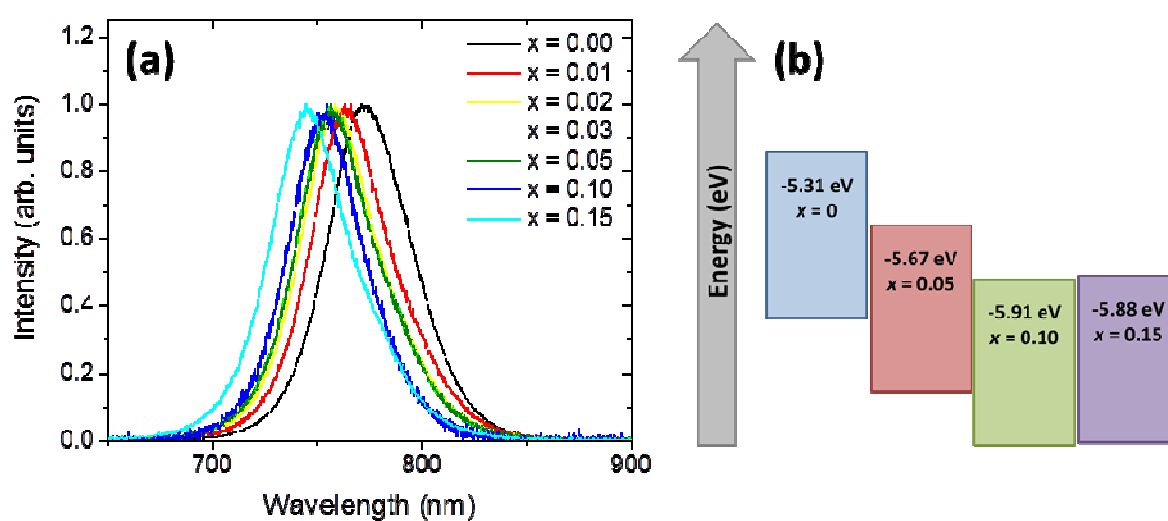 (a)
1.2
1.0
0.8
0.6
0.4
0.2
0.0
Intensity (arb. units)
700
800
900
Wavelength (nm)
x = 0.00
x = 0.01
x = 0.02
x = 0.03
x = 0.05
x = 0.10
x = 0.15
(b)
Energy (eV)
-5.31 eV
x = 0
-5.67 eV
x = 0.05
-5.91 eV
x = 0.10
-5.88 eV
x = 0.15